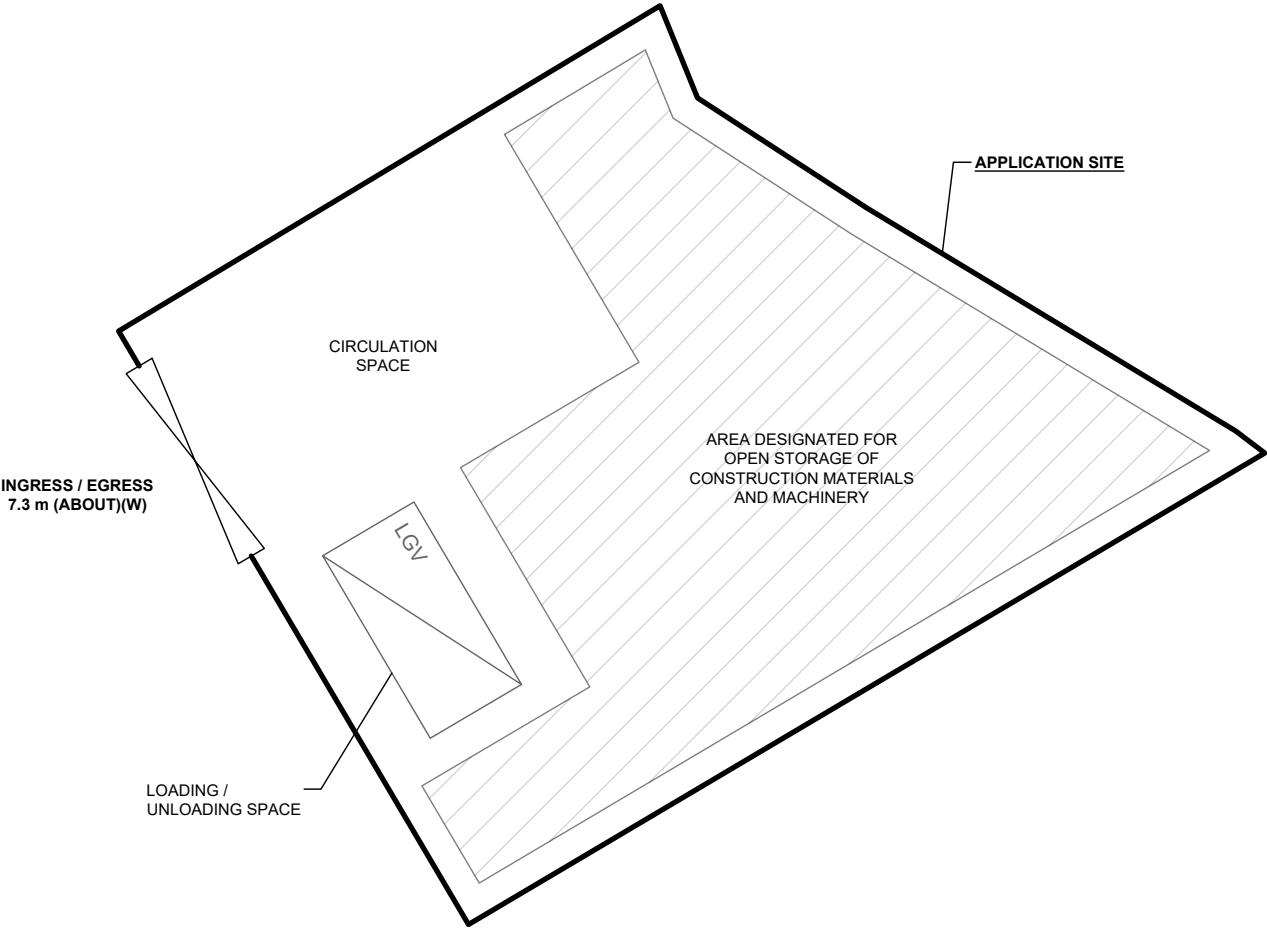 APPLICATION SITE
CIRCULATION
SPACE
AREA DESIGNATED FOR
OPEN STORAGE OF
CONSTRUCTION MATERIALS
AND MACHINERY
INGRESS / EGRESS
7.3 m (ABOUT)(W)
LGV
LOADING /
UNLOADING SPACE